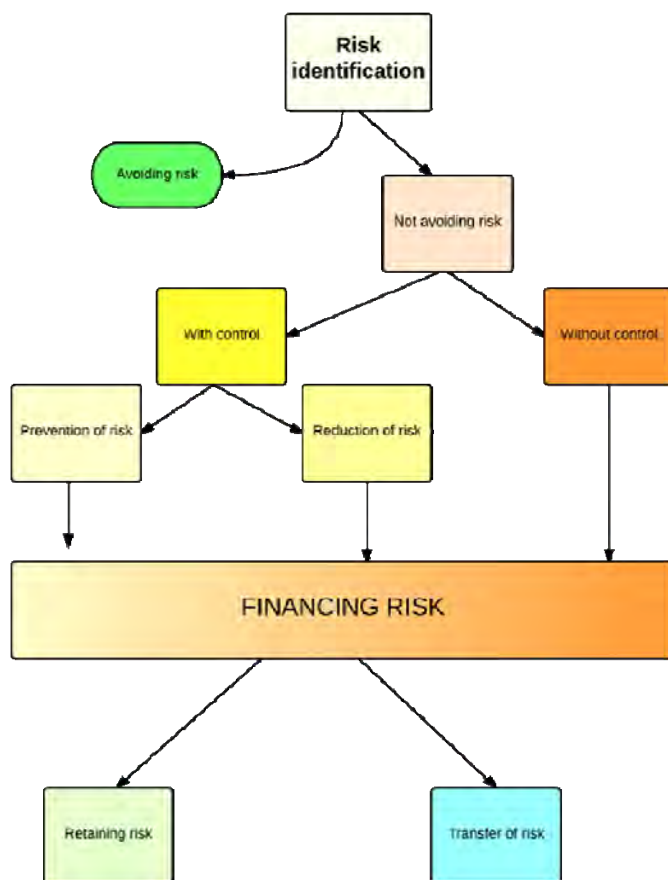 Risk
identification
Avoiding risk
Not avoiding risk
With control
Without control
Prevention of risk
Reduction of risk
FINANCING RISK
Retaining risk
Transfer of risk